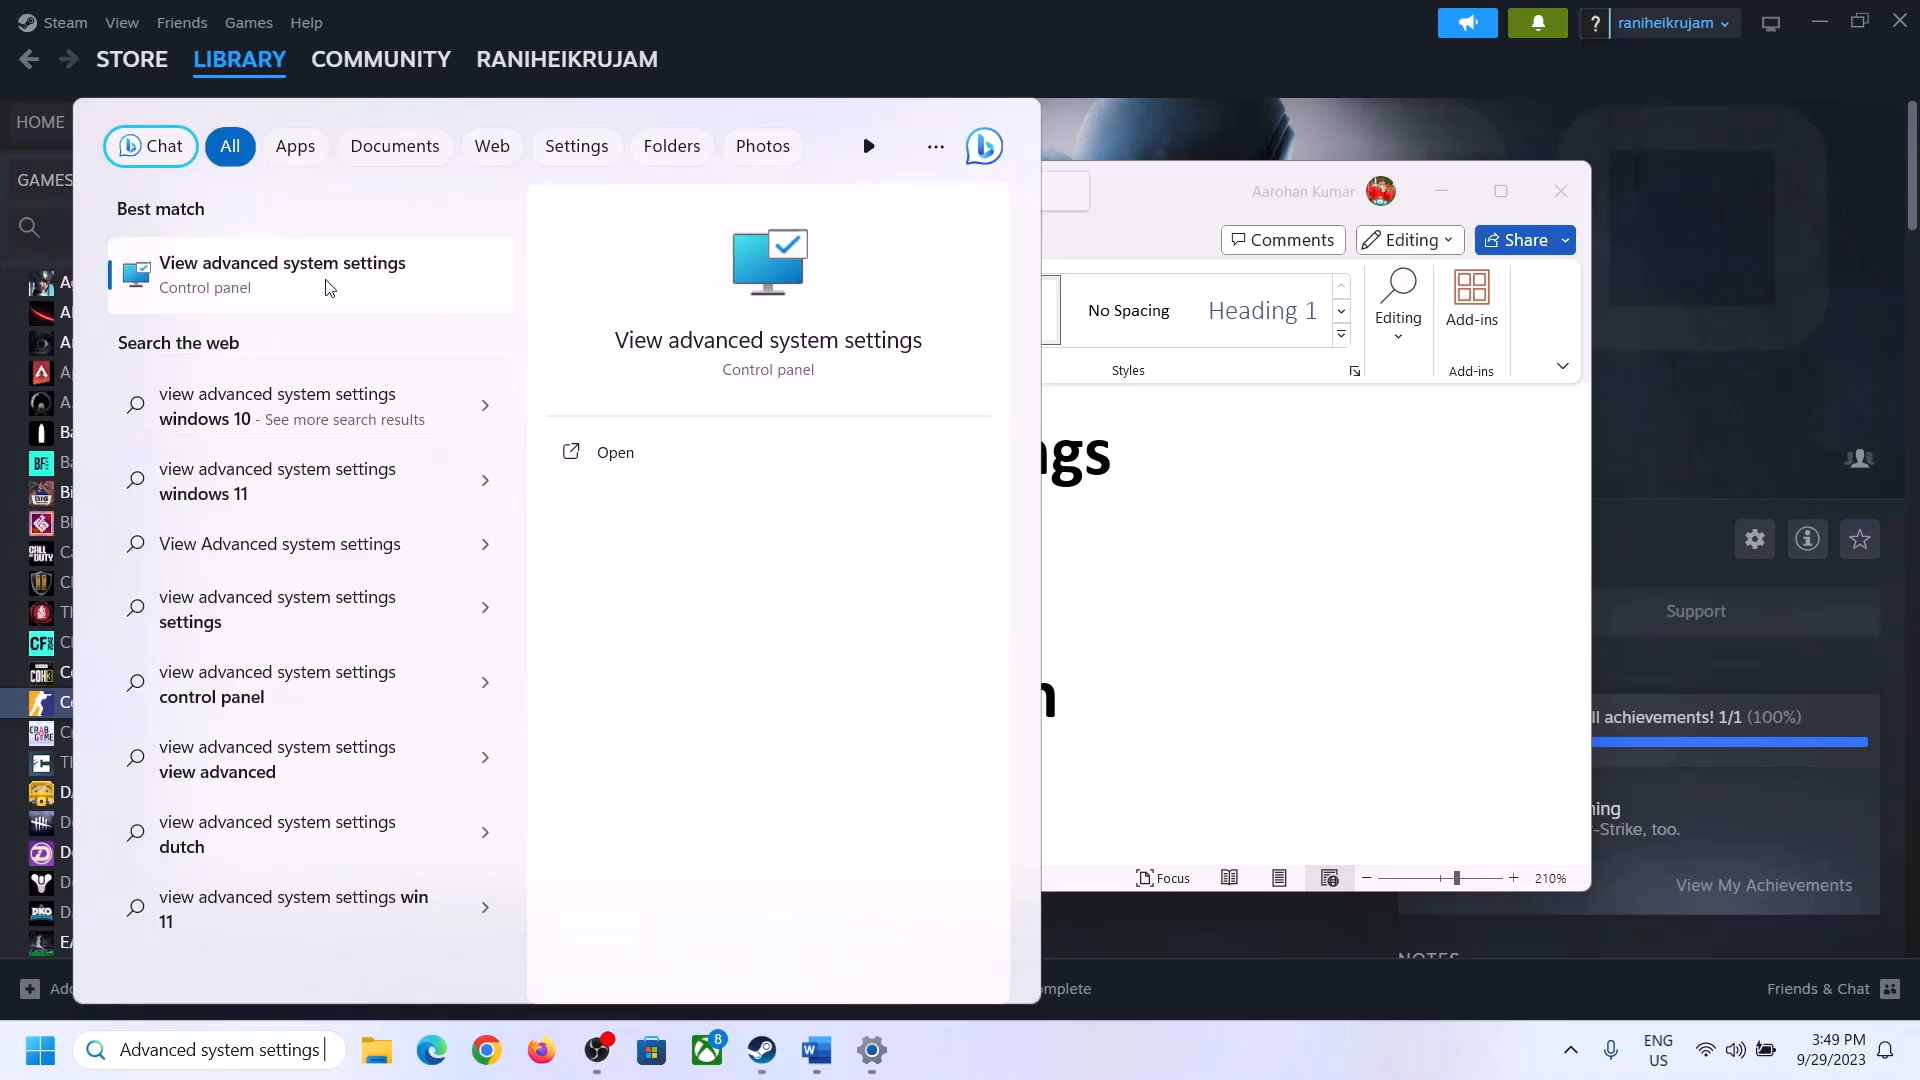 Steam View Friends Games Help
? raniheikrujam
STORE LIBRARY COMMUNITY RANIHEIKRUJAM
HOME
GAMES
Chat All Apps Documents Web Settings Folders Photos
Best match
View advanced system settings
Control panel
Search the web
view advanced system settings
windows 10 - See more search results
view advanced system settings
windows 11
View Advanced system settings
view advanced system settings
settings
view advanced system settings
control panel
view advanced system settings
view advanced
view advanced system settings
dutch
view advanced system settings win
11
View advanced system settings
Control panel
Open
Aarohan Kumar
Comments Editing Share
No Spacing Heading 1
Editing Add-ins
Styles Add-ins
ngs
n
Focus 210%
Support
ll achievements! 1/1 (100%)
ning
-Strike, too.
View My Achievements
NOTES
Add
mplete
Friends & Chat
Advanced system settings
8
ENG
US
3:49 PM
9/29/2023